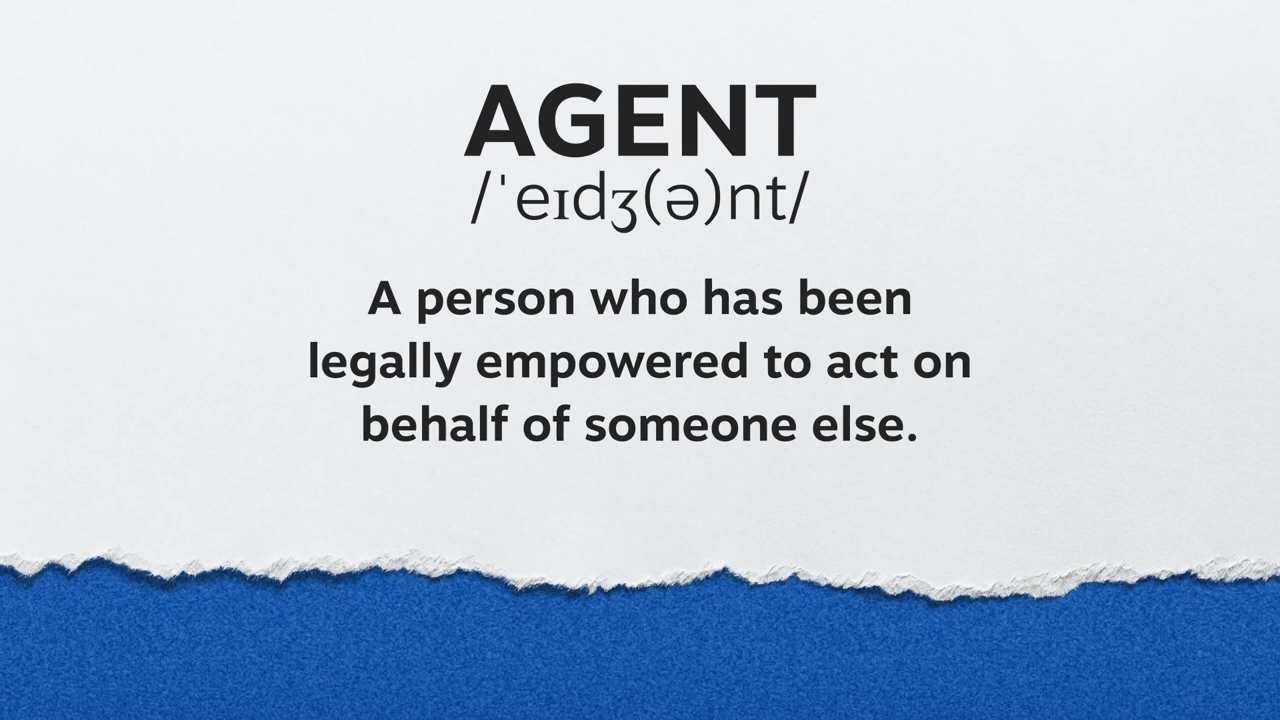 AGENT
/ˈeɪdʒ(ə)nt/
A person who has been
legally empowered to act on
behalf of someone else.